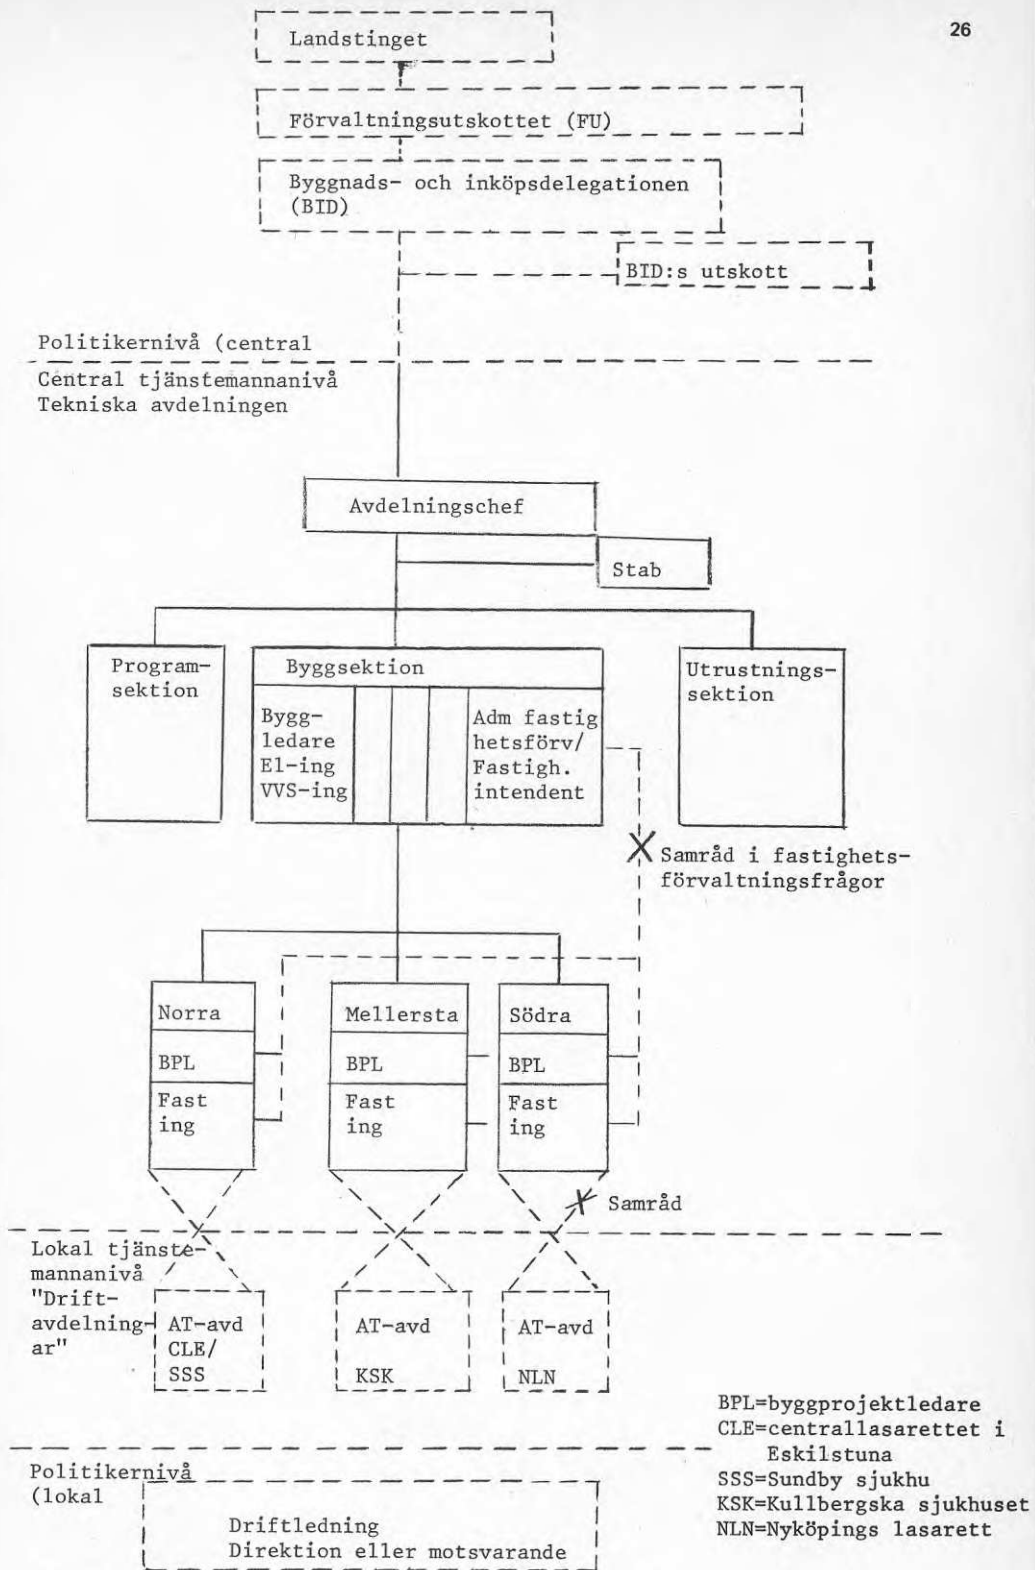 26
Landstinget
Förvaltningsutskottet (FU)
Byggnads- och inköpsdelegationen
(BID)
BID:s utskott
Politikernivå (central
Central tjänstemannanivå
Tekniska avdelningen
Avdelningschef
Stab
Program-
sektion
Byggsektion
Bygg-
ledare
El-ing
VVS-ing
Adm fastig
hetsförv/
Fastigh.
intendent
Utrustnings-
sektion
Samråd i fastighets-
förvaltningsfrågor
Norra
BPL
Fast
ing
Mellersta
BPL
Fast
ing
Södra
BPL
Fast
ing
Samråd
Lokal tjänste-
mannanivå
"Drift-
avdelning-
ar"
AT-avd
CLE/
SSS
AT-avd
KSK
AT-avd
NLN
BPL=byggprojektledare
CLE=centrallasarettet i
Eskilstuna
SSS=Sundby sjukhu
KSK=Kullbergska sjukhuset
NLN=Nyköpings lasarett
Politikernivå
(lokal
Driftledning
Direktion eller motsvarande